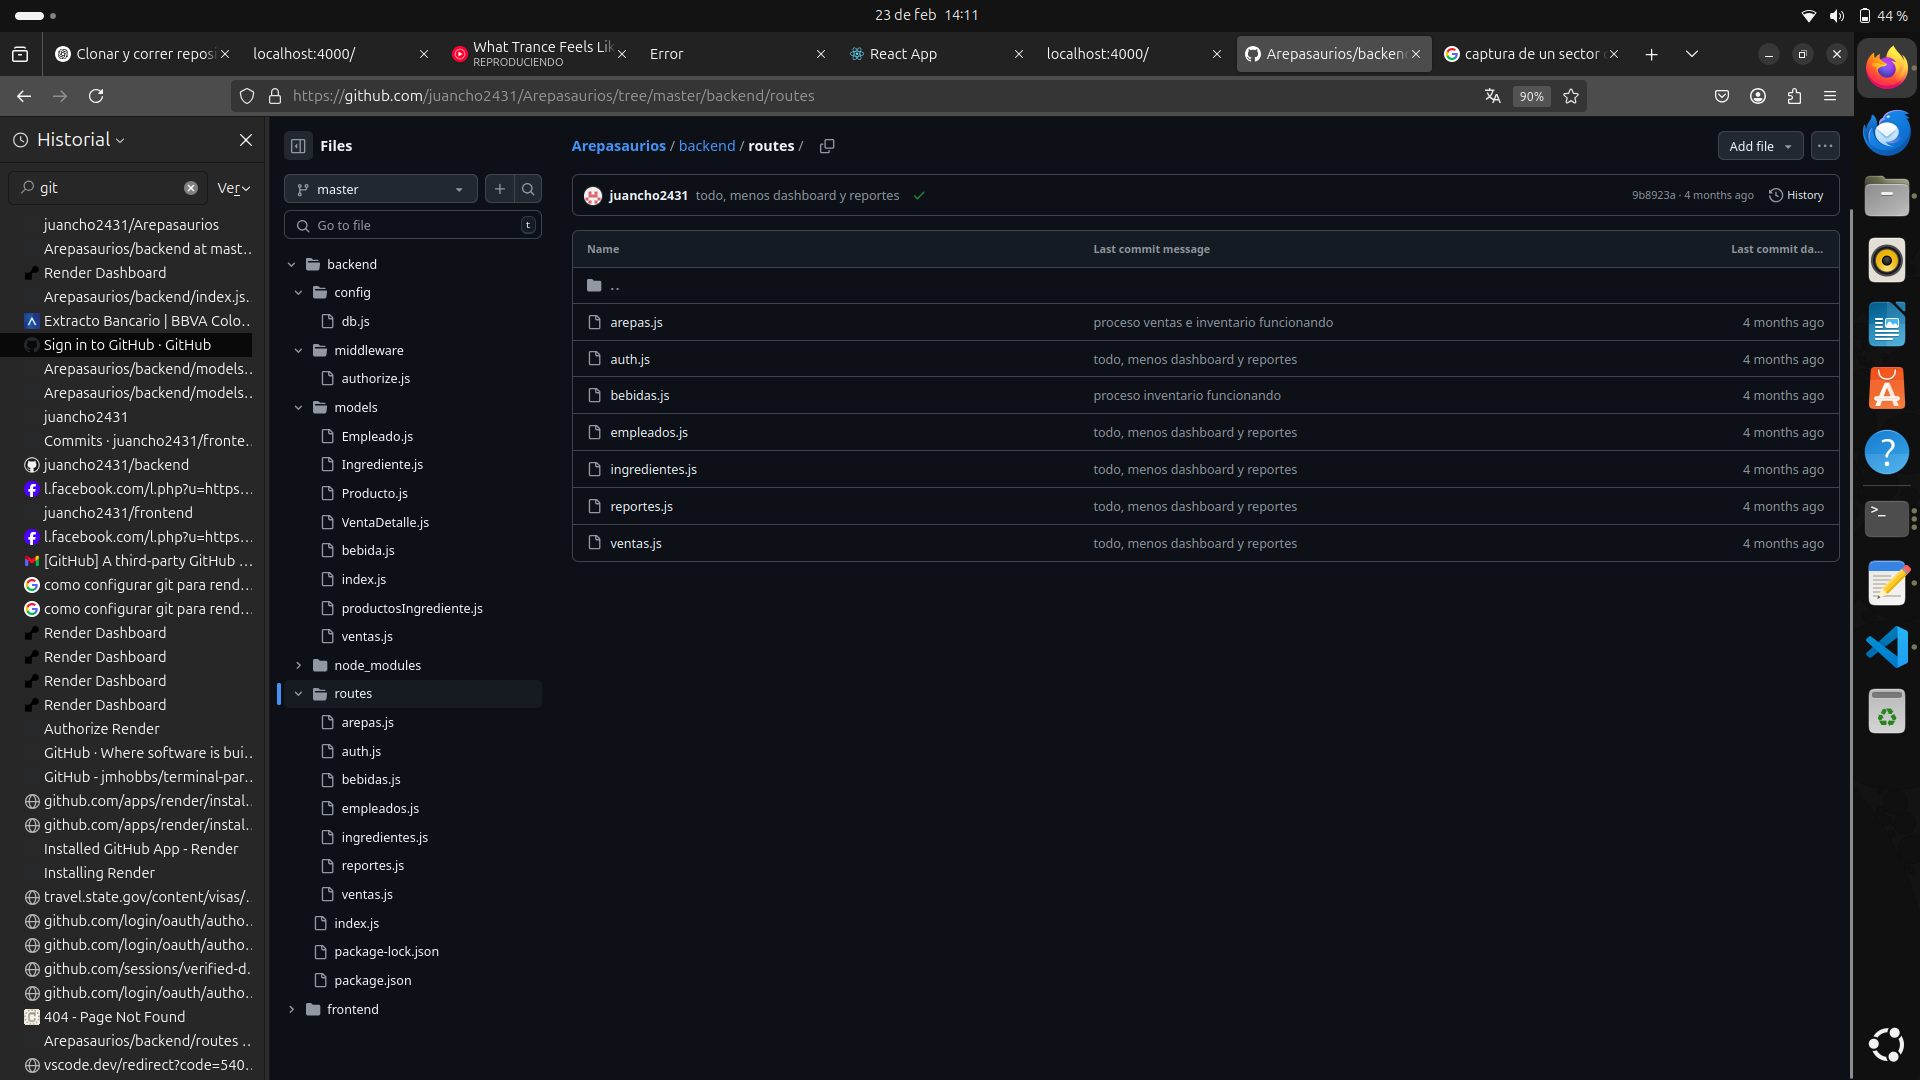 23 de feb 14:11
44 %
Clonar y correr reposi
localhost:4000/
What Trance Feels Lik
REPRODUCIENDO
Error
React App
localhost:4000/
Arepasaurios/backend
captura de un sector
https://github.com/juancho2431/Arepasaurios/tree/master/backend/routes
90%
Historial
git
Ver
juancho2431/Arepasaurios
Arepasaurios/backend at mast…
Render Dashboard
Arepasaurios/backend/index.js…
Extracto Bancario | BBVA Colo…
Sign in to GitHub · GitHub
Arepasaurios/backend/models…
Arepasaurios/backend/models…
juancho2431
Commits · juancho2431/fronte…
juancho2431/backend
l.facebook.com/l.php?u=https…
juancho2431/frontend
l.facebook.com/l.php?u=https…
[GitHub] A third-party GitHub …
como configurar git para rend…
como configurar git para rend…
Render Dashboard
Render Dashboard
Render Dashboard
Render Dashboard
Authorize Render
GitHub · Where software is bui…
GitHub - jmhobbs/terminal-par…
github.com/apps/render/instal…
github.com/apps/render/instal…
Installed GitHub App - Render
Installing Render
travel.state.gov/content/visas/…
github.com/login/oauth/autho…
github.com/login/oauth/autho…
github.com/sessions/verified-d…
github.com/login/oauth/autho…
404 - Page Not Found
Arepasaurios/backend/routes …
vscode.dev/redirect?code=540…
Files
master
Go to file
t
backend
config
db.js
middleware
authorize.js
models
Empleado.js
Ingrediente.js
Producto.js
VentaDetalle.js
bebida.js
index.js
productosIngrediente.js
ventas.js
node_modules
routes
arepas.js
auth.js
bebidas.js
empleados.js
ingredientes.js
reportes.js
ventas.js
index.js
package-lock.json
package.json
frontend
Arepasaurios / backend / routes /
Add file
juancho2431 todo, menos dashboard y reportes
9b8923a · 4 months ago
History
Name Last commit message Last commit da…
..
arepas.js proceso ventas e inventario funcionando 4 months ago
auth.js todo, menos dashboard y reportes 4 months ago
bebidas.js proceso inventario funcionando 4 months ago
empleados.js todo, menos dashboard y reportes 4 months ago
ingredientes.js todo, menos dashboard y reportes 4 months ago
reportes.js todo, menos dashboard y reportes 4 months ago
ventas.js todo, menos dashboard y reportes 4 months ago